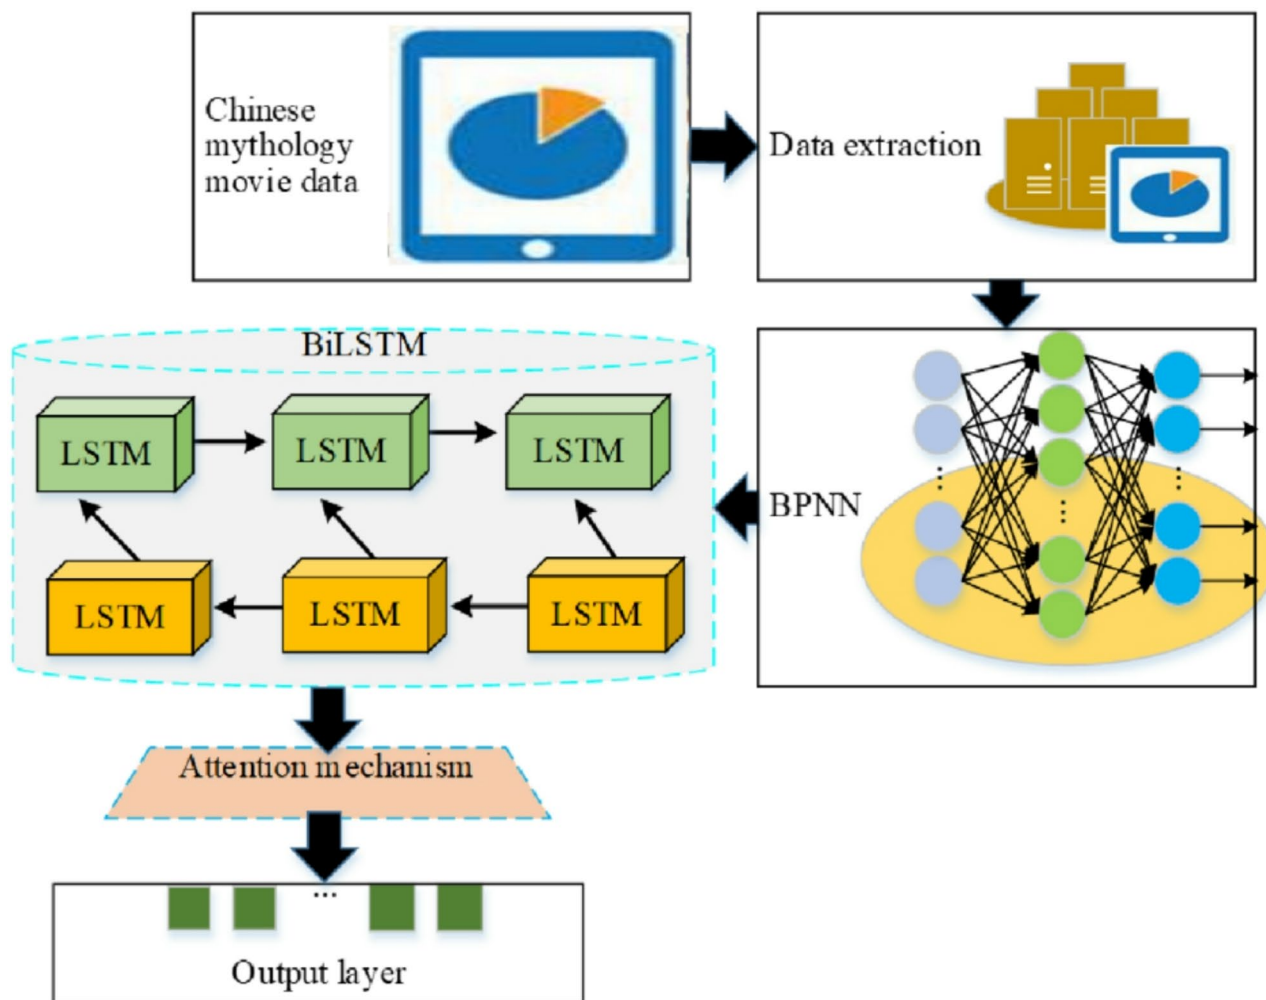 Chinese
mythology
movie data
Data extraction
BiLSTM
LSTM
LSTM
LSTM
LSTM
LSTM
LSTM
BPNN
Attention mechanism
...
Output layer